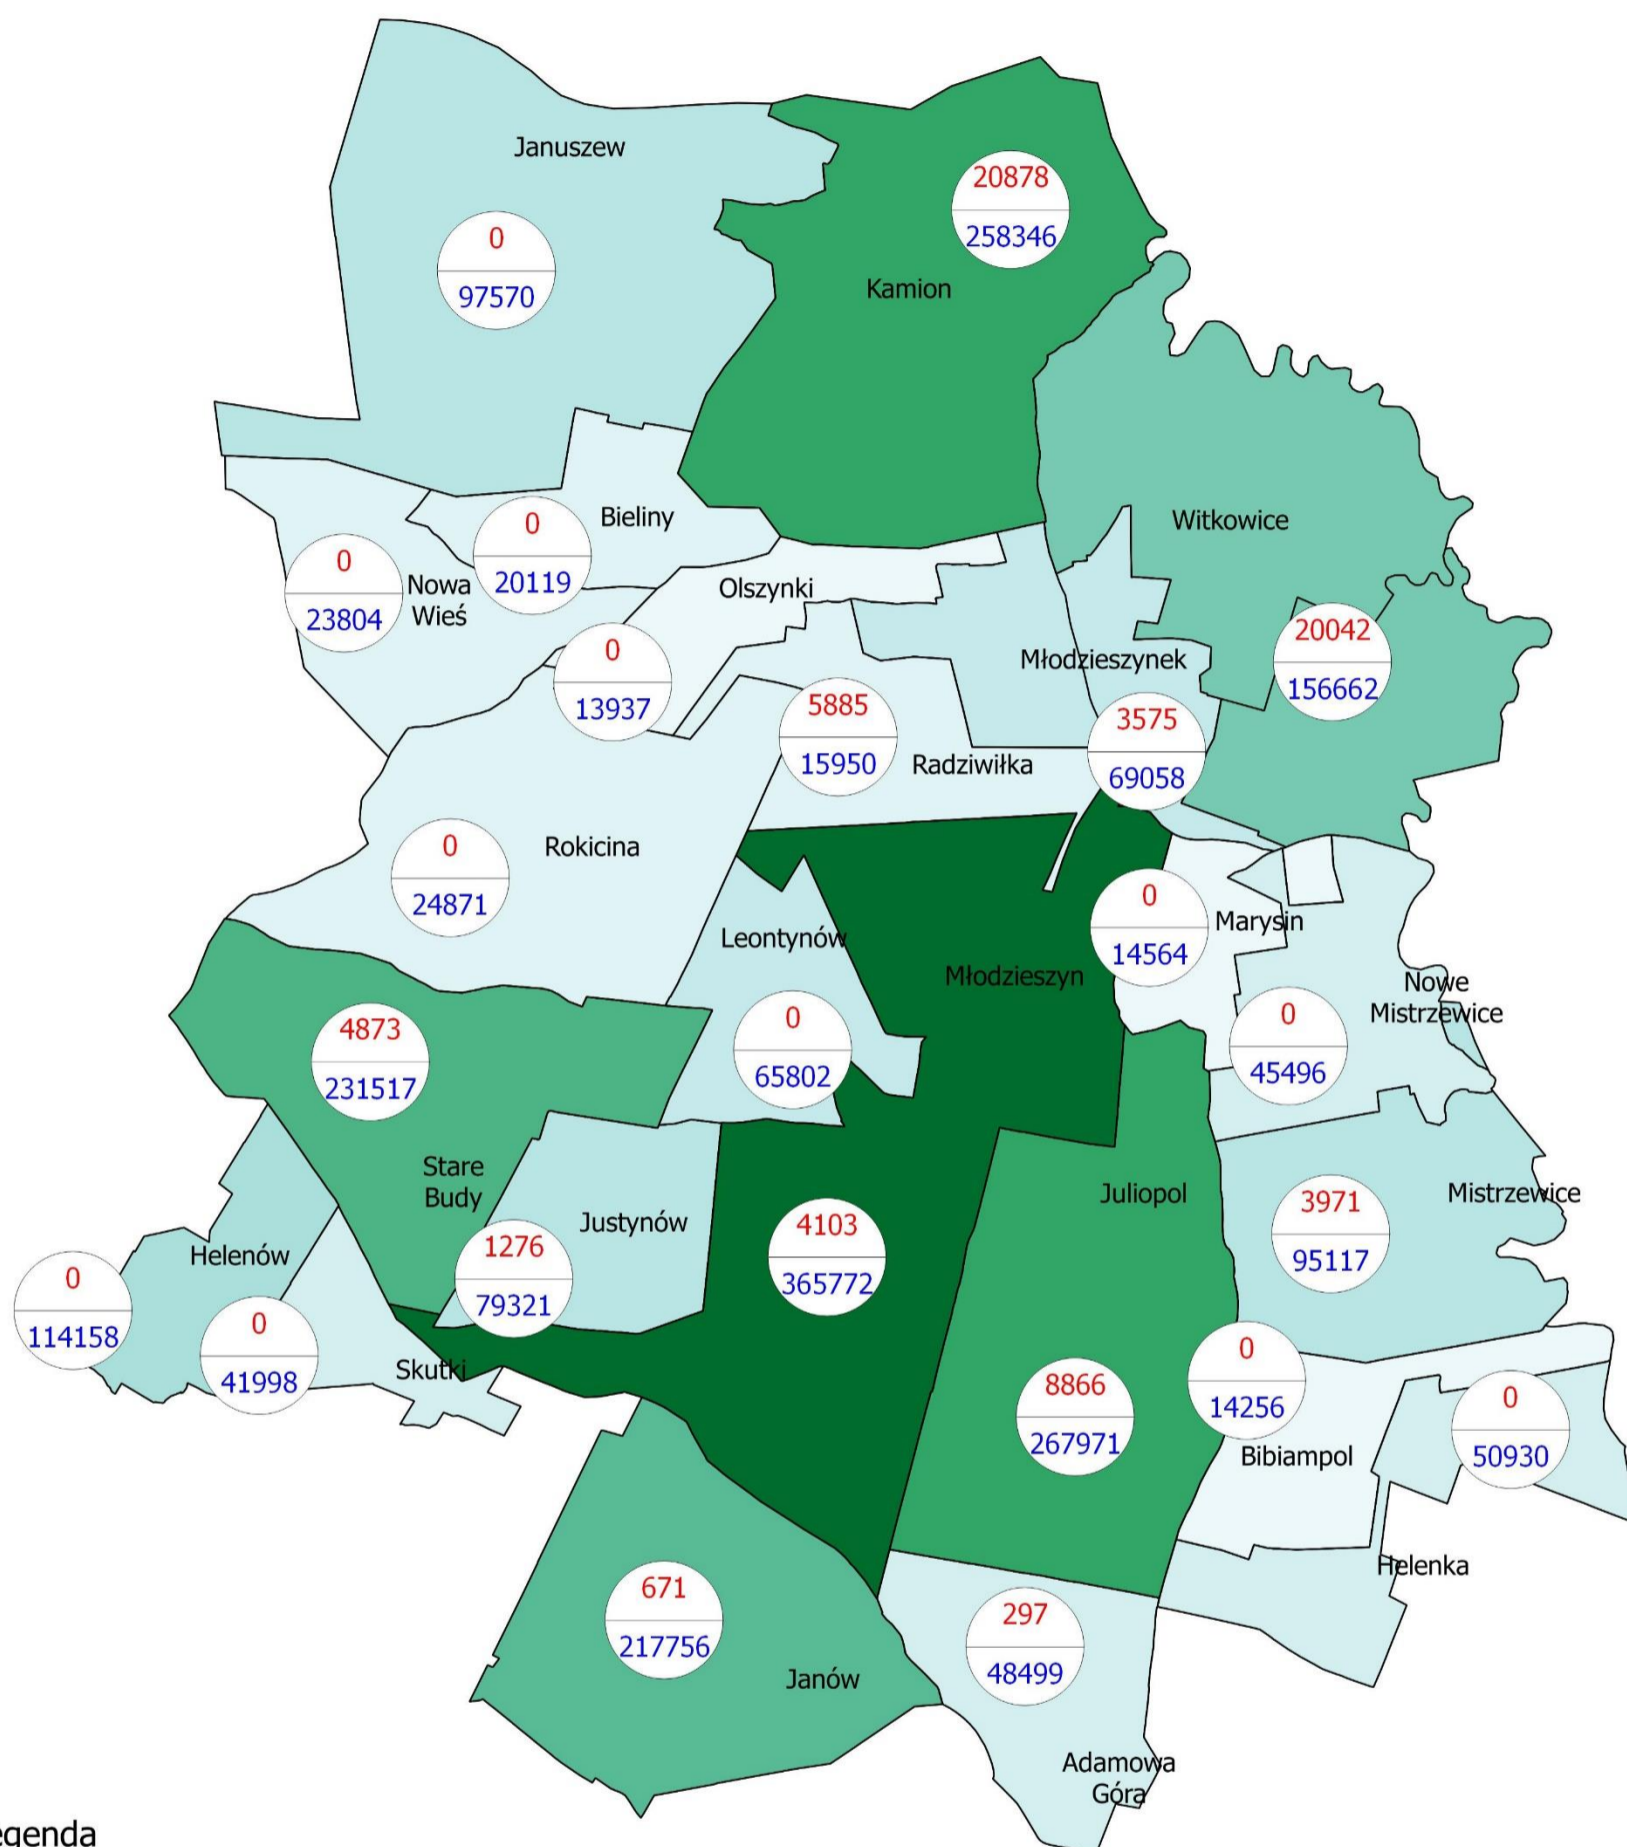 Januszew
0
97570
20878
258346
Kamion
Witkowice
20042
156662
Bieliny
0
20119
0
23804
Nowa
Wieś
Olszynki
0
13937
Młodzieszynek
3575
69058
5885
15950
Radziwiłka
Rokicina
0
24871
Leontynów
0
65802
Młodzieszyn
4103
365772
0
14564
Marysin
Nowe
Mistrzewice
0
45496
4873
231517
Stare
Budy
Justynów
1276
79321
Juliopol
8866
267971
Mistrzewice
3971
95117
Helenów
0
114158
0
41998
Skutki
0
14256
Bibiampol
0
50930
Helenka
671
217756
Janów
297
48499
Adamowa
Góra
egenda